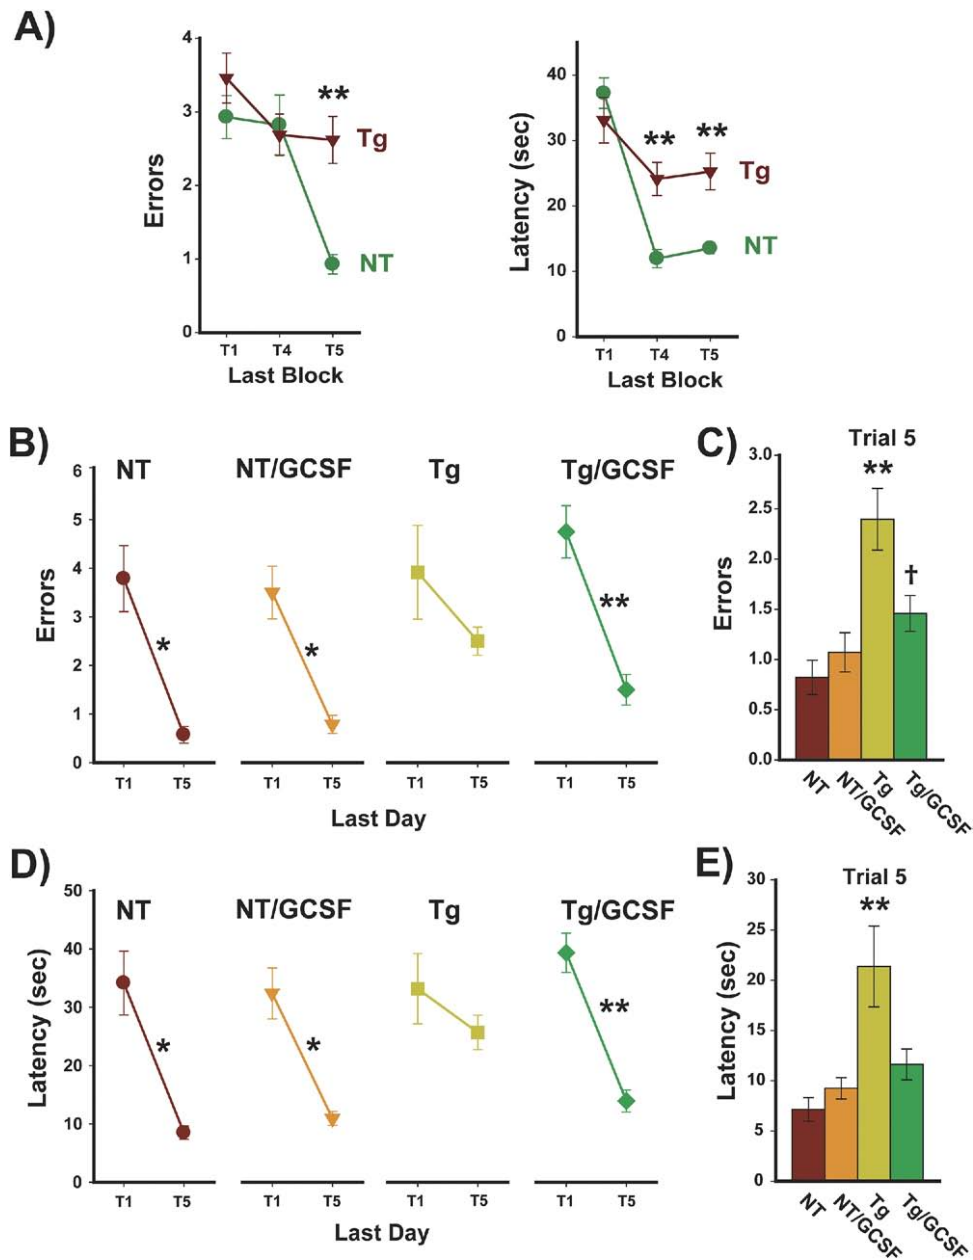 A)
4
3
2
1
0
Errors
**
Tg
NT
T1 T4 T5
Last Block
40
30
20
10
0
Latency (sec)
** **
Tg
NT
T1 T4 T5
Last Block
B)
NT NT/GCSF Tg Tg/GCSF
6
5
4
3
2
1
0
Errors
* * **
T1 T5 T1 T5 T1 T5 T1 T5
Last Day
C)
Trial 5
**
†
3.0
2.5
2.0
1.5
1.0
0.5
0.0
Errors
NT NT/GCSF Tg Tg/GCSF
D)
NT NT/GCSF Tg Tg/GCSF
50
40
30
20
10
0
Latency (sec)
* * **
T1 T5 T1 T5 T1 T5 T1 T5
Last Day
E)
Trial 5
**
30
25
20
15
10
5
0
Latency (sec)
NT NT/GCSF Tg Tg/GCSF